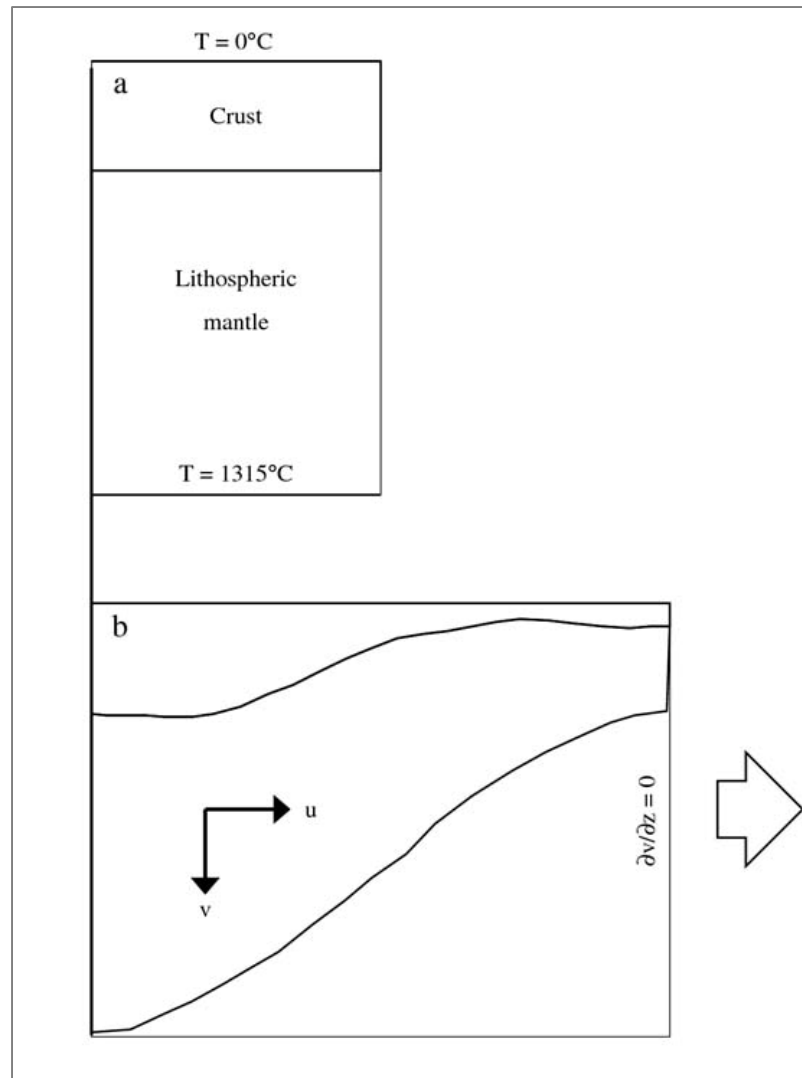 T = 0°C
a
Crust
Lithospheric
mantle
T = 1315°C
b
u
v
∂v/∂z = 0